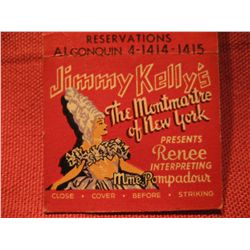 RESERVATIONS
ALGONQUIN 4-1414-1415
Jimmy Kelly's
The Montmartre
of New York
PRESENTS
Renee
INTERPRETING
Mme Pompadour
CLOSE • COVER • BEFORE • STRIKING